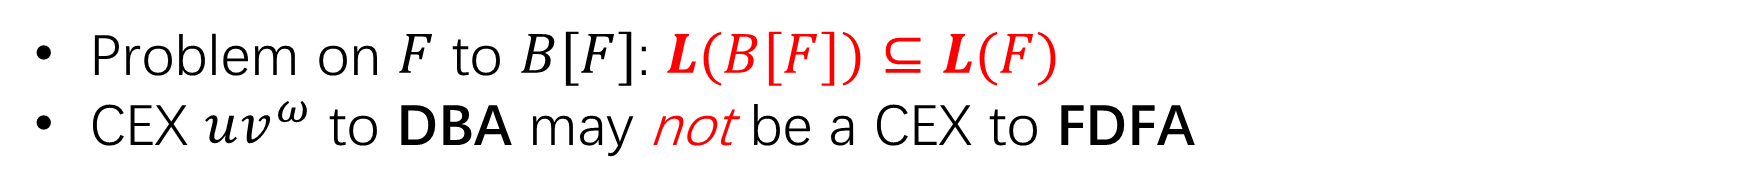 • Problem on F to B[F]: L(B[F]) ⊆ L(F)
• CEX uv^ω to DBA may not be a CEX to FDFA